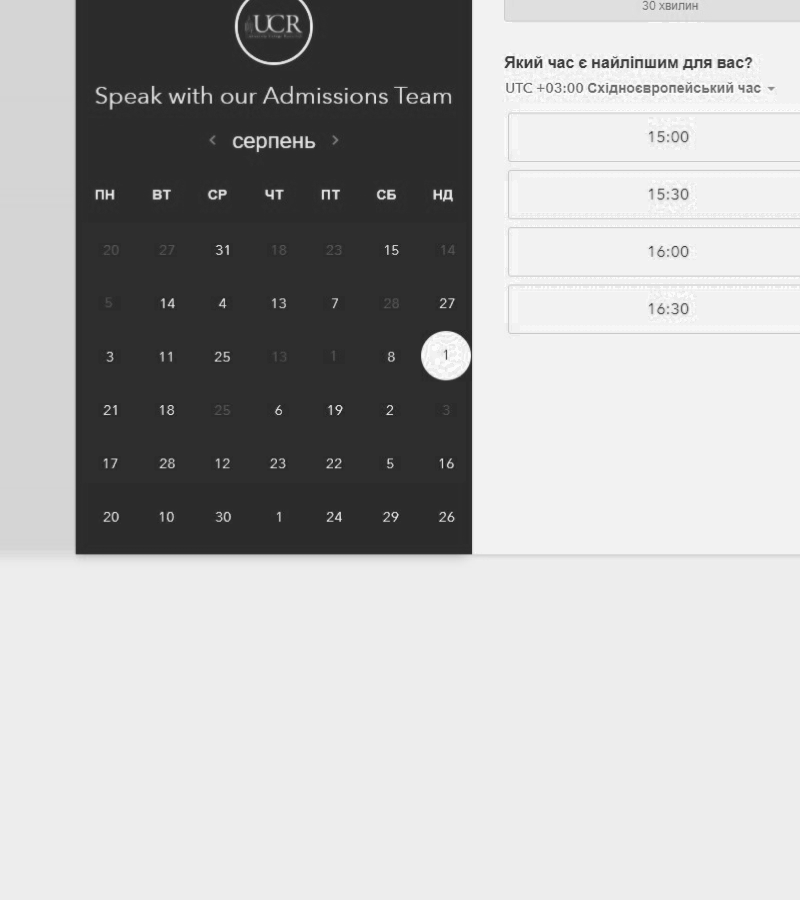 30 хвилин
UCR
Speak with our Admissions Team
серпень
ПН ВТ СР ЧТ ПТ СБ НД
20 27 31 18 23 15 14
5 14 4 13 7 28 27
3 11 25 13 1 8 1
21 18 25 6 19 2 3
17 28 12 23 22 5 16
20 10 30 1 24 29 26
Який час є найліпшим для вас?
UTC +03:00 Східноєвропейський час
15:00
15:30
16:00
16:30